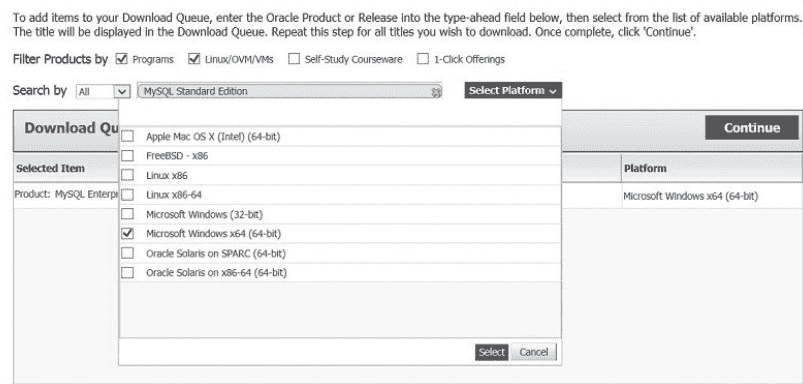 To add items to your Download Queue, enter the Oracle Product or Release into the type-ahead field below, then select from the list of available platforms.
The title will be displayed in the Download Queue. Repeat this step for all titles you wish to download. Once complete, click 'Continue'.
Filter Products by Programs Linux/OVM/VMs Self-Study Courseware 1-Click Offerings
Search by All MySQL Standard Edition Select Platform
Download Qu Continue
Apple Mac OS X (Intel) (64-bit)
FreeBSD - x86
Selected Item Platform
Linux x86
Product: MySQL Enterpr Linux x86-64 Microsoft Windows x64 (64-bit)
Microsoft Windows (32-bit)
Microsoft Windows x64 (64-bit)
Oracle Solaris on SPARC (64-bit)
Oracle Solaris on x86-64 (64-bit)
Select Cancel